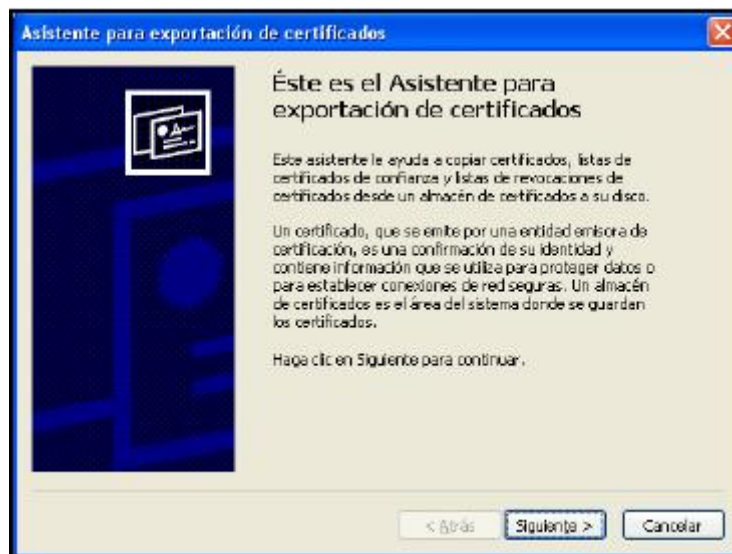 Asistente para exportación de certificados
Éste es el Asistente para
exportación de certificados
Este asistente le ayuda a copiar certificados, listas de
certificados de confianza y listas de revocaciones de
certificados desde un almacén de certificados a su disco.
Un certificado, que se emite por una entidad emisora de
certificación, es una confirmación de su identidad y
contiene información que se utiliza para proteger datos o
para establecer conexiones de red seguras. Un almacén
de certificados es el área del sistema donde se guardan
los certificados.
Haga clic en Siguiente para continuar.
< Atrás Siguiente > Cancelar